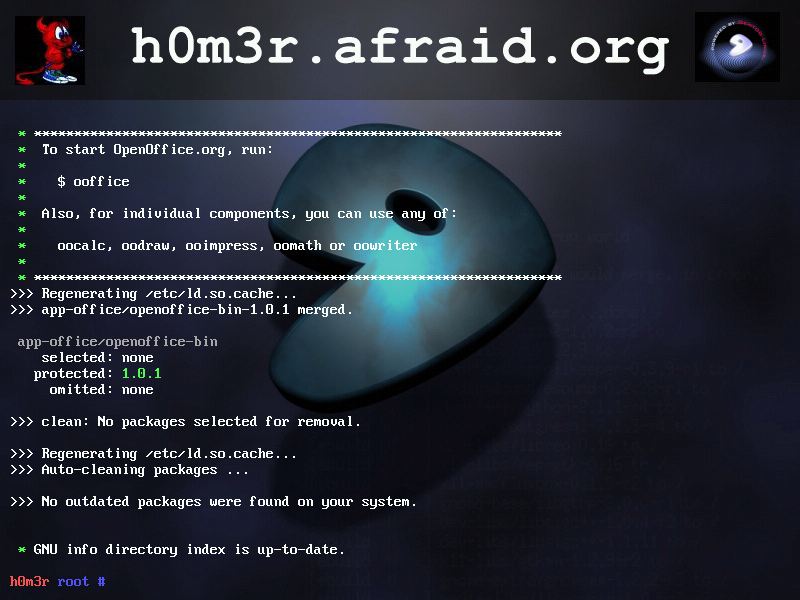 h0m3r.afraid.org
POWERED BY GENTOO LINUX
* ******************************************************************
* To start OpenOffice.org, run:
*
* $ ooffice
*
* Also, for individual components, you can use any of:
*
* oocalc, oodraw, ooimpress, oomath or oowriter
*
* ******************************************************************
>>> Regenerating /etc/ld.so.cache...
>>> app-office/openoffice-bin-1.0.1 merged.
app-office/openoffice-bin
selected: none
protected: 1.0.1
omitted: none
>>> clean: No packages selected for removal.
>>> Regenerating /etc/ld.so.cache...
>>> Auto-cleaning packages ...
>>> No outdated packages were found on your system.
* GNU info directory index is up-to-date.
h0m3r root #